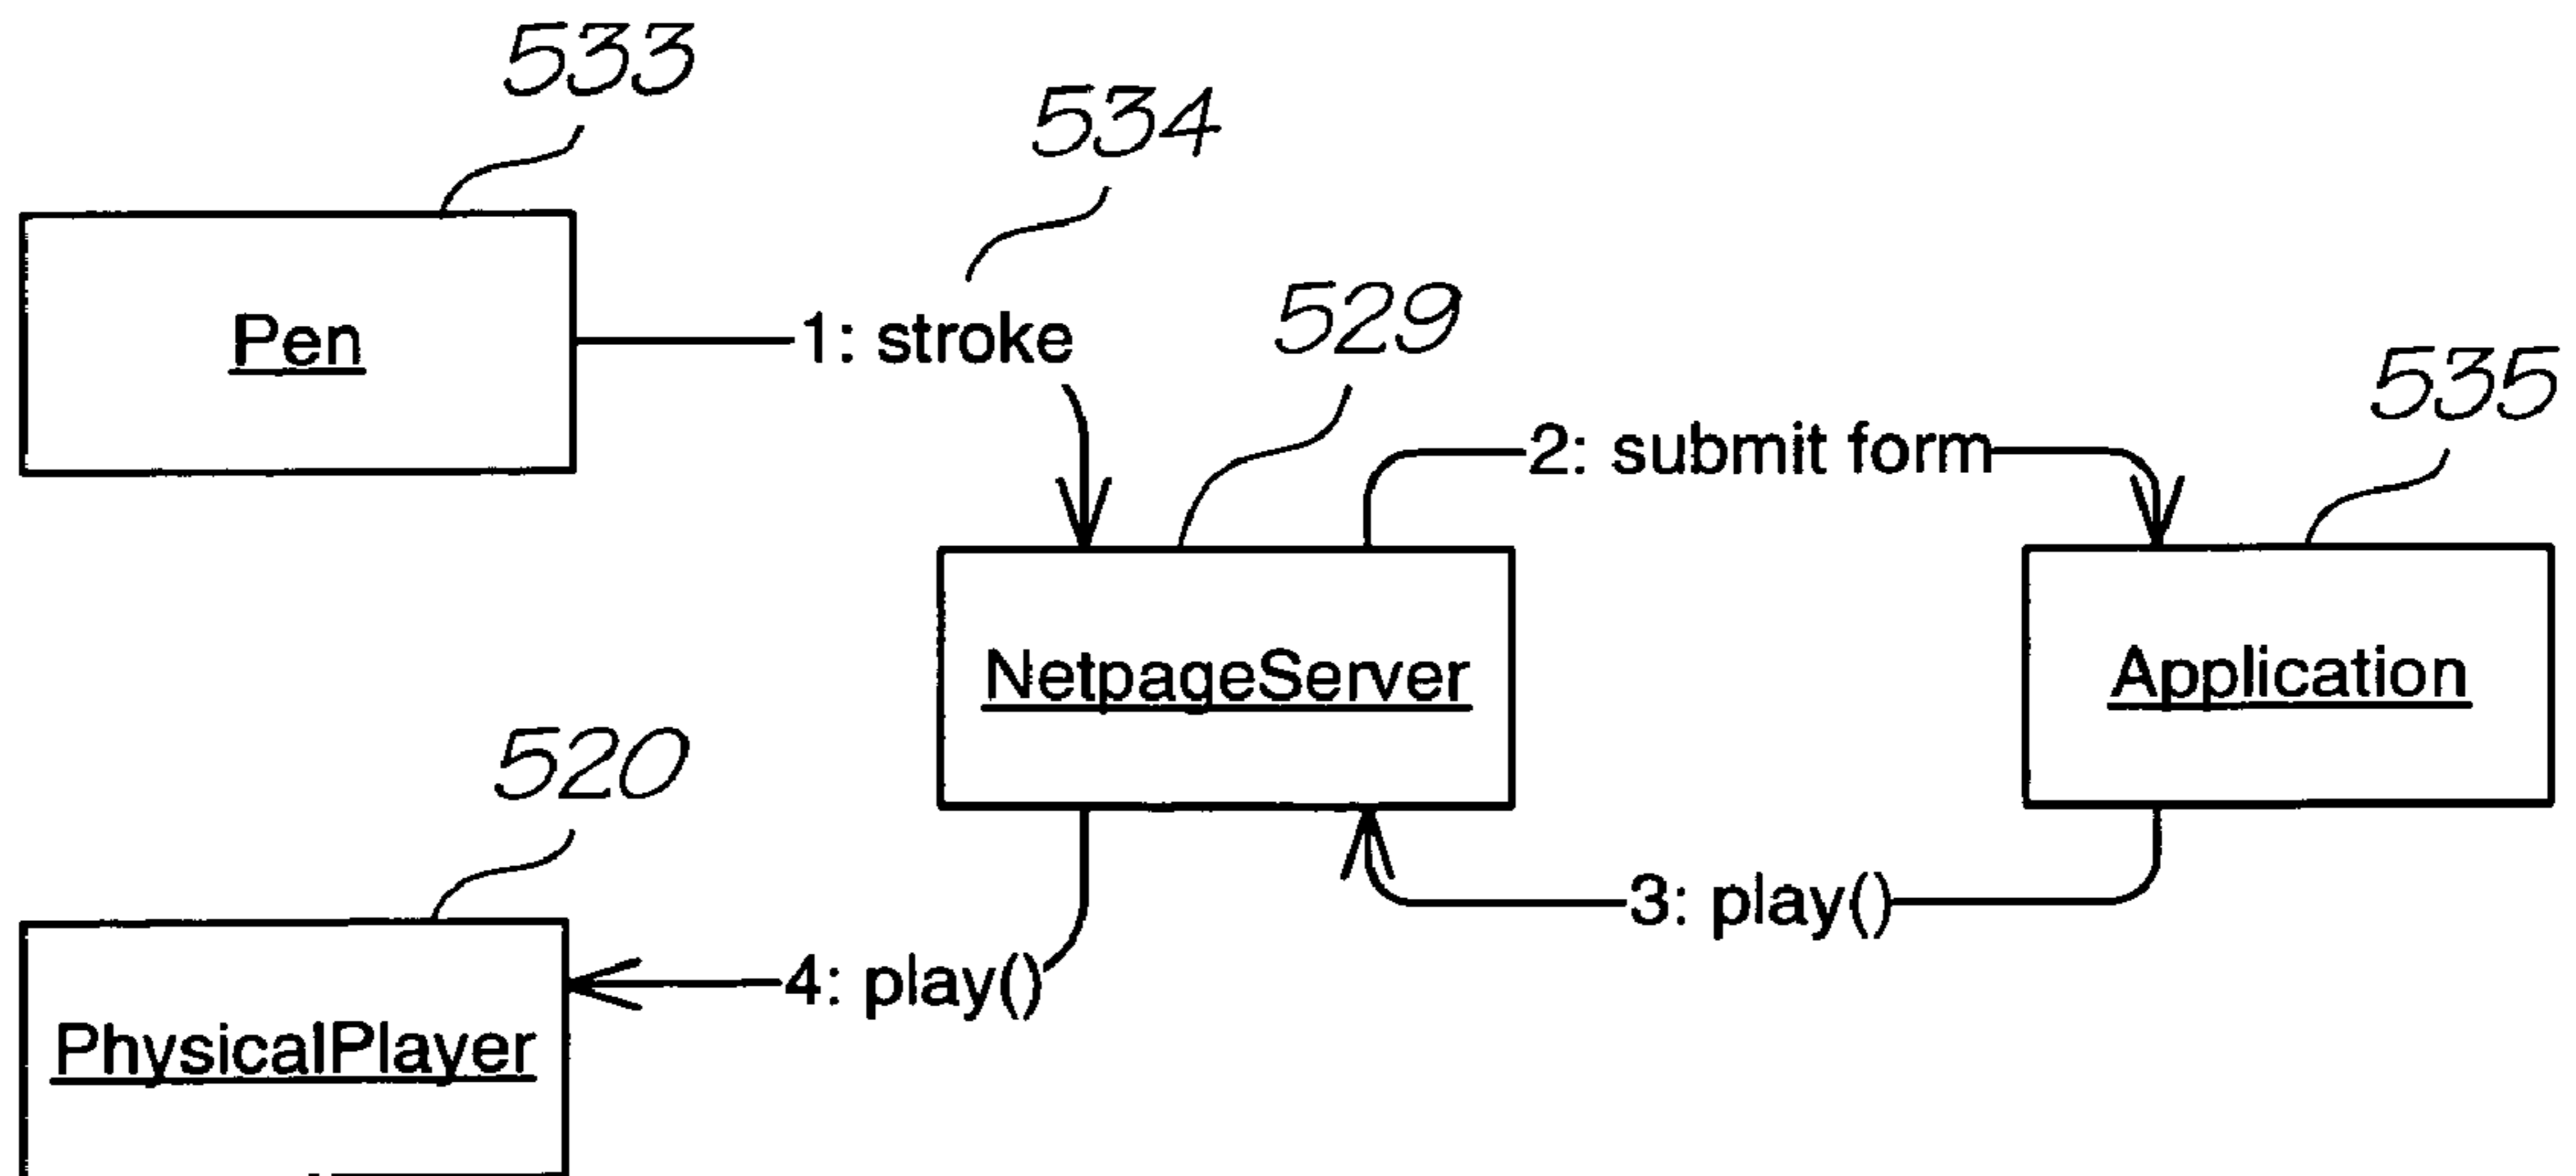 533
534
Pen
1: stroke
529
535
2: submit form
NetpageServer
Application
520
3: play()
4: play()
PhysicalPlayer